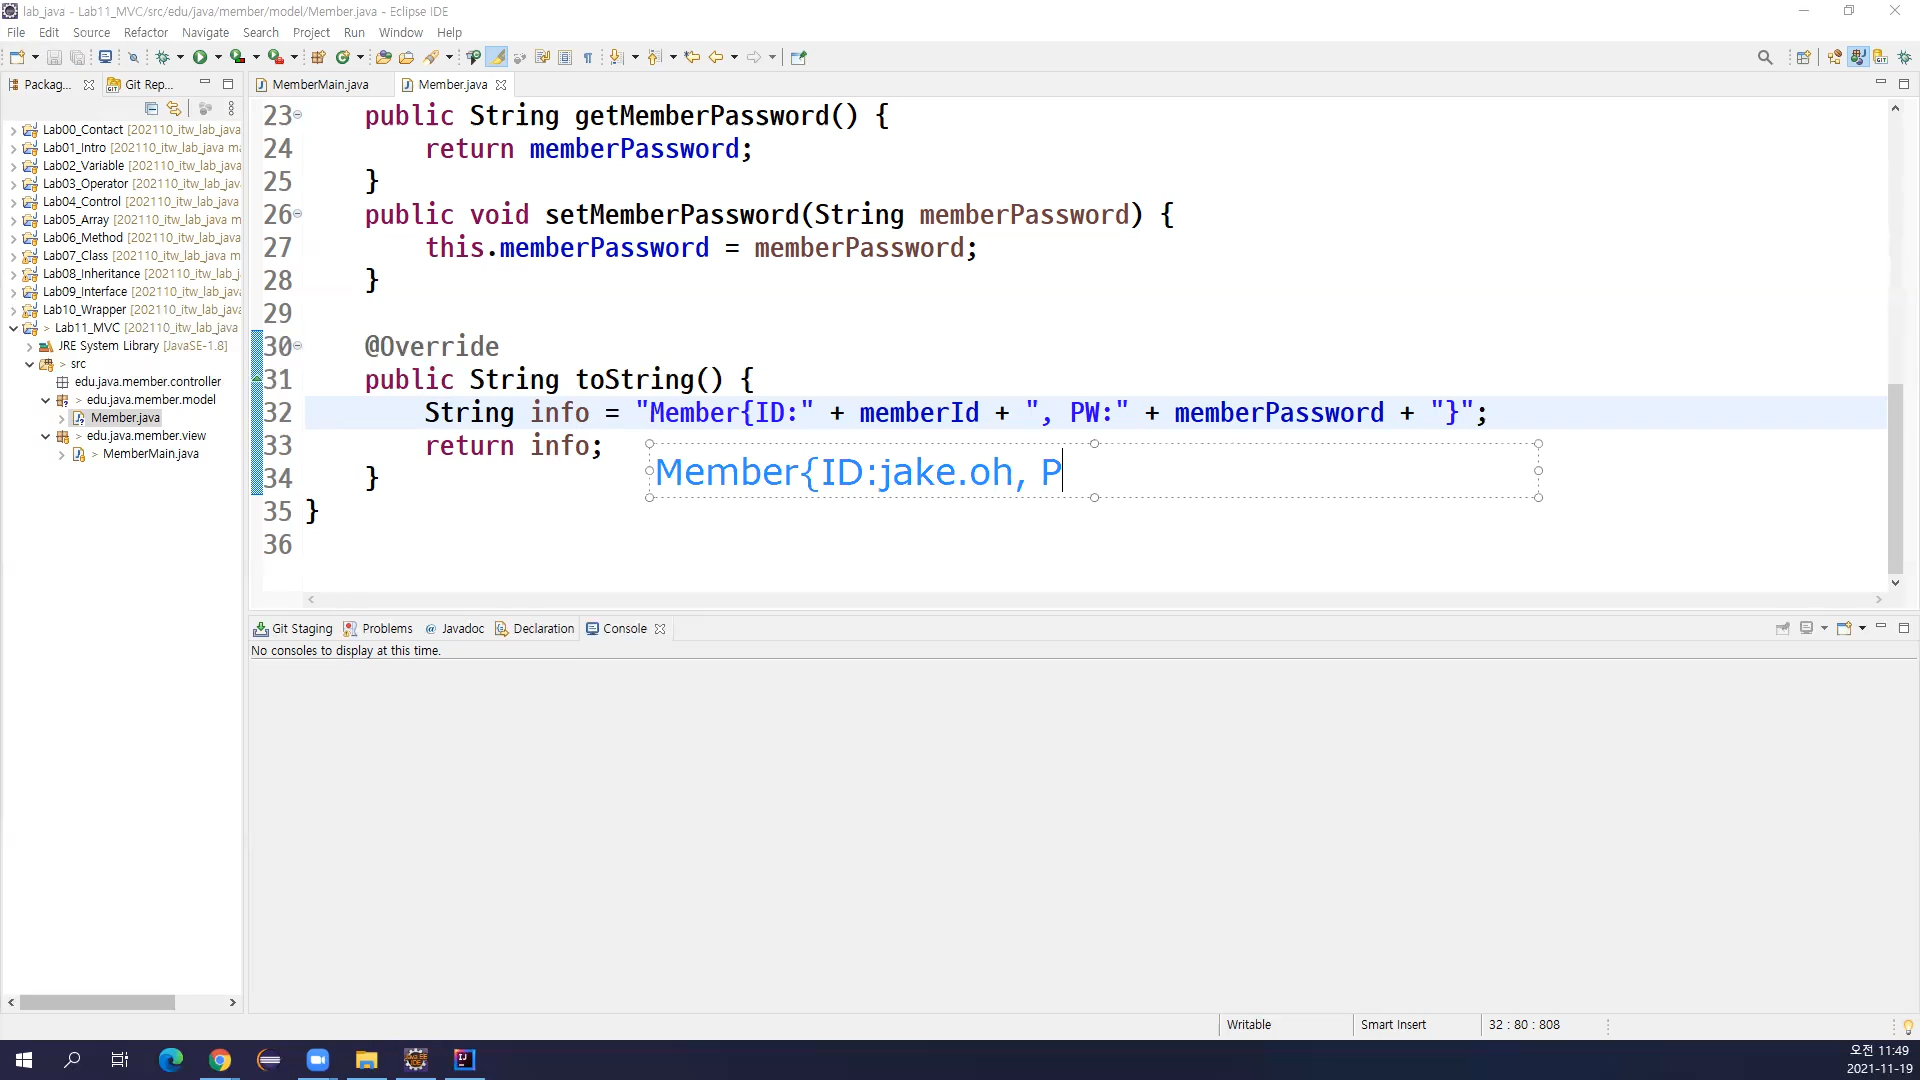 lab_java - Lab11_MVC/src/edu/java/member/model/Member.java - Eclipse IDE
File Edit Source Refactor Navigate Search Project Run Window Help
Packag... Git Rep... MemberMain.java Member.java
Lab00_Contact [202110_itw_lab_java
Lab01_Intro [202110_itw_lab_java ma
Lab02_Variable [202110_itw_lab_java
Lab03_Operator [202110_itw_lab_jav
Lab04_Control [202110_itw_lab_java
Lab05_Array [202110_itw_lab_java m
Lab06_Method [202110_itw_lab_java
Lab07_Class [202110_itw_lab_java m
Lab08_Inheritance [202110_itw_lab_j
Lab09_Interface [202110_itw_lab_java
Lab10_Wrapper [202110_itw_lab_java
> Lab11_MVC [202110_itw_lab_java
JRE System Library [JavaSE-1.8]
> src
edu.java.member.controller
> edu.java.member.model
Member.java
> edu.java.member.view
> MemberMain.java
23 public String getMemberPassword() {
24 return memberPassword;
25 }
26 public void setMemberPassword(String memberPassword) {
27 this.memberPassword = memberPassword;
28 }
29
30 @Override
31 public String toString() {
32 String info = "Member{ID:" + memberId + ", PW:" + memberPassword + "}";
33 return info;
Member{ID:jake.oh, P
34 }
35 }
36
Git Staging Problems Javadoc Declaration Console
No consoles to display at this time.
Writable Smart Insert 32 : 80 : 808
오전 11:49
2021-11-19